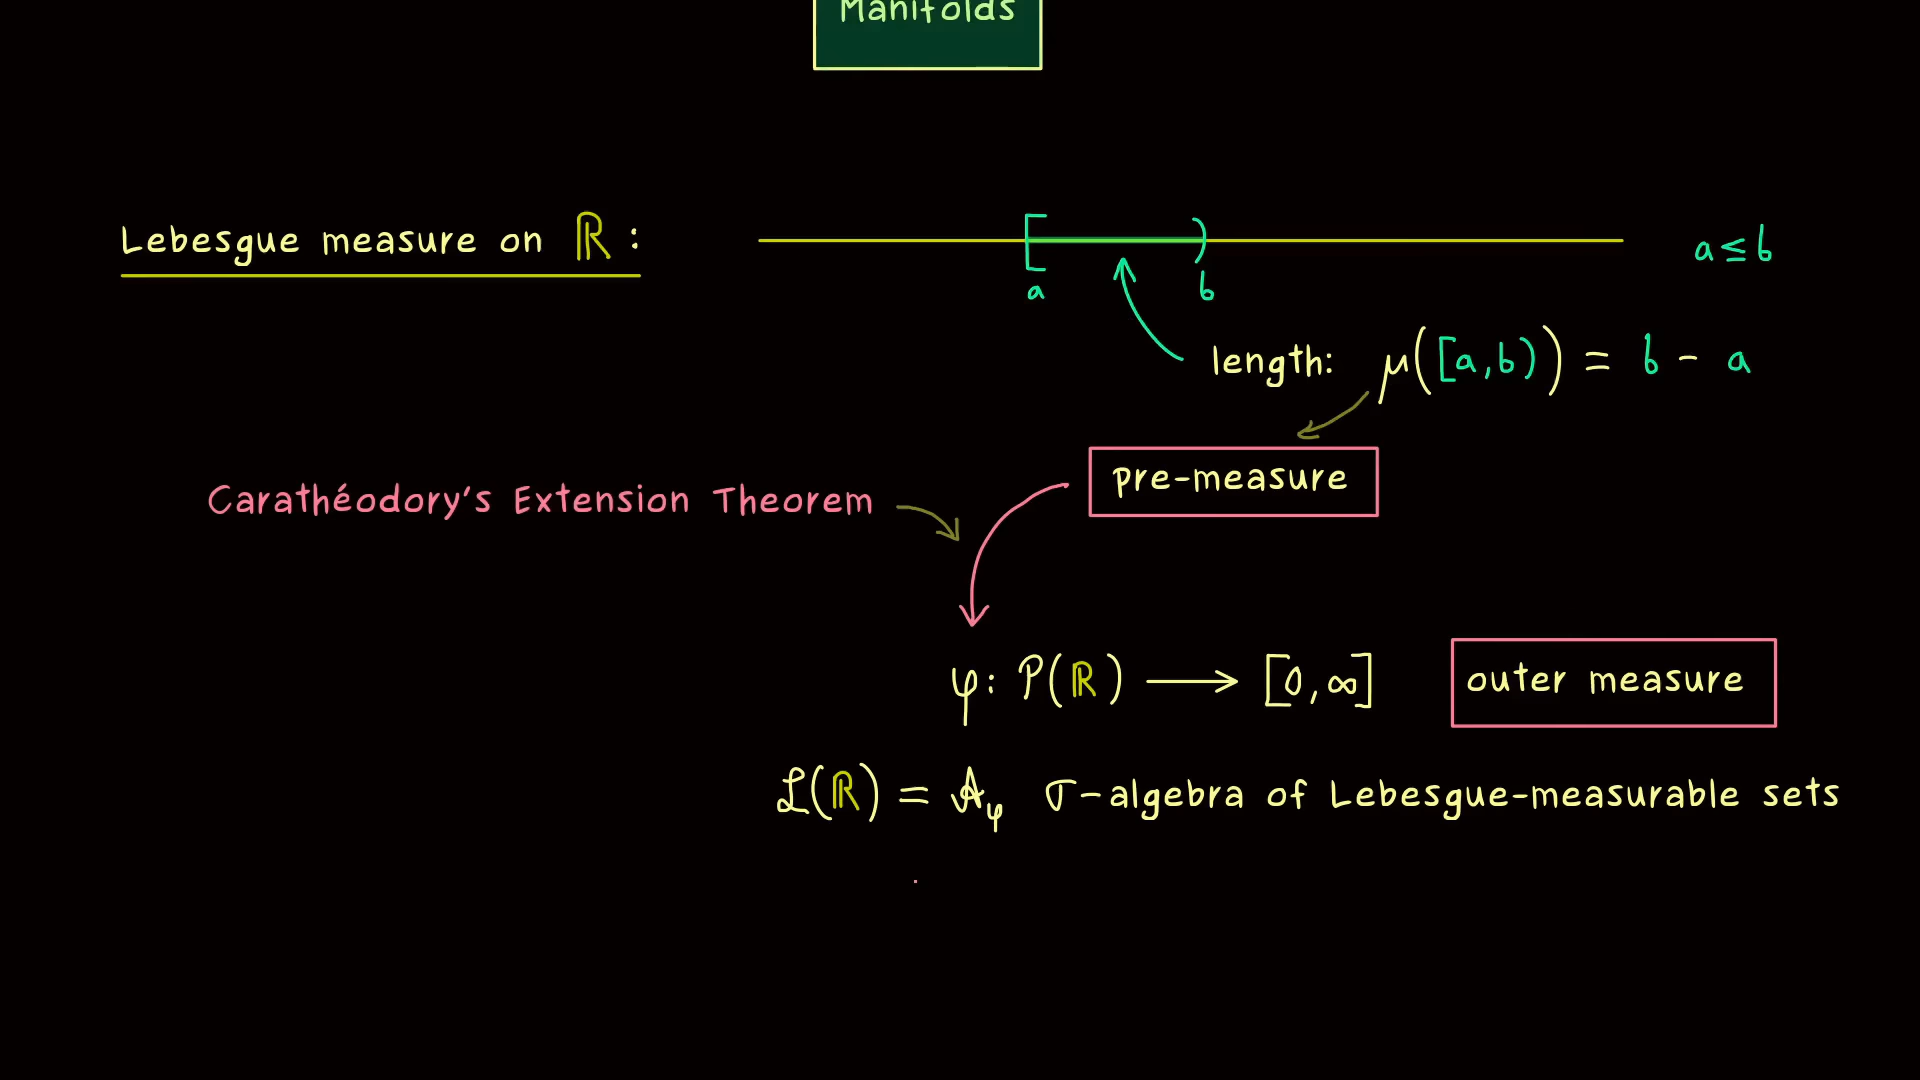 Manifolds
Lebesgue measure on ℝ:
[ ) a b
a ≤ b
length: μ([a,b)) = b - a
pre-measure
Carathéodory's Extension Theorem
φ: P(ℝ) ⟶ [0,∞]
outer measure
ℒ(ℝ) = 𝒜φ σ-algebra of Lebesgue-measurable sets